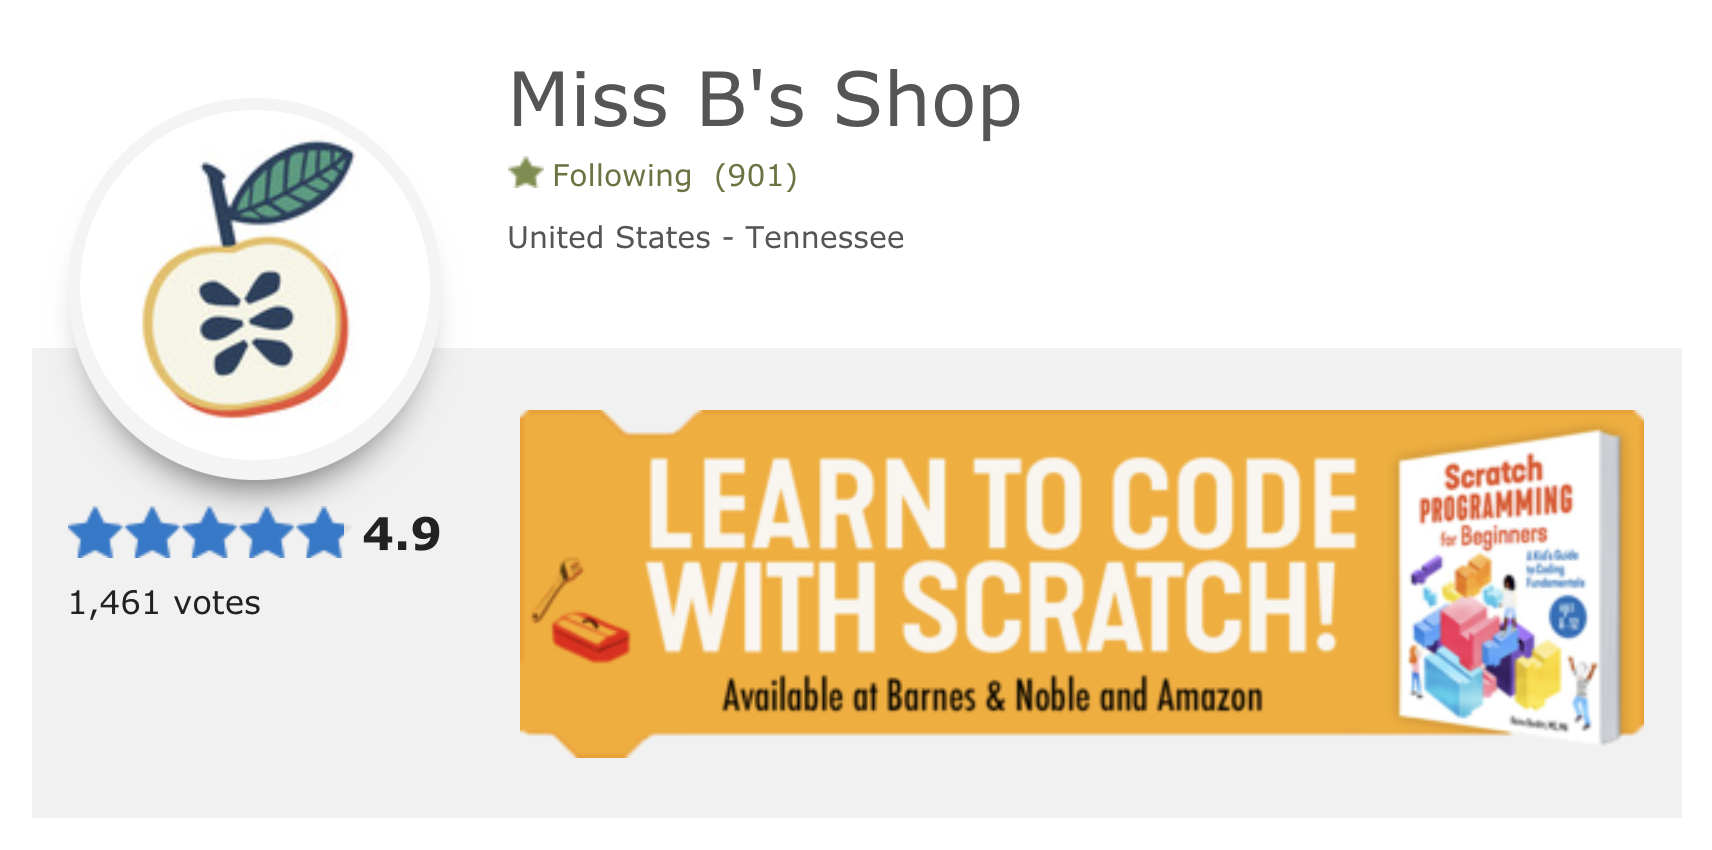 Miss B's Shop
Following (901)
United States - Tennessee
4.9
1,461 votes
LEARN TO CODE
WITH SCRATCH!
Available at Barnes & Noble and Amazon
Scratch
PROGRAMMING
for Beginners
A Kid's Guide
to Coding
Fundamentals